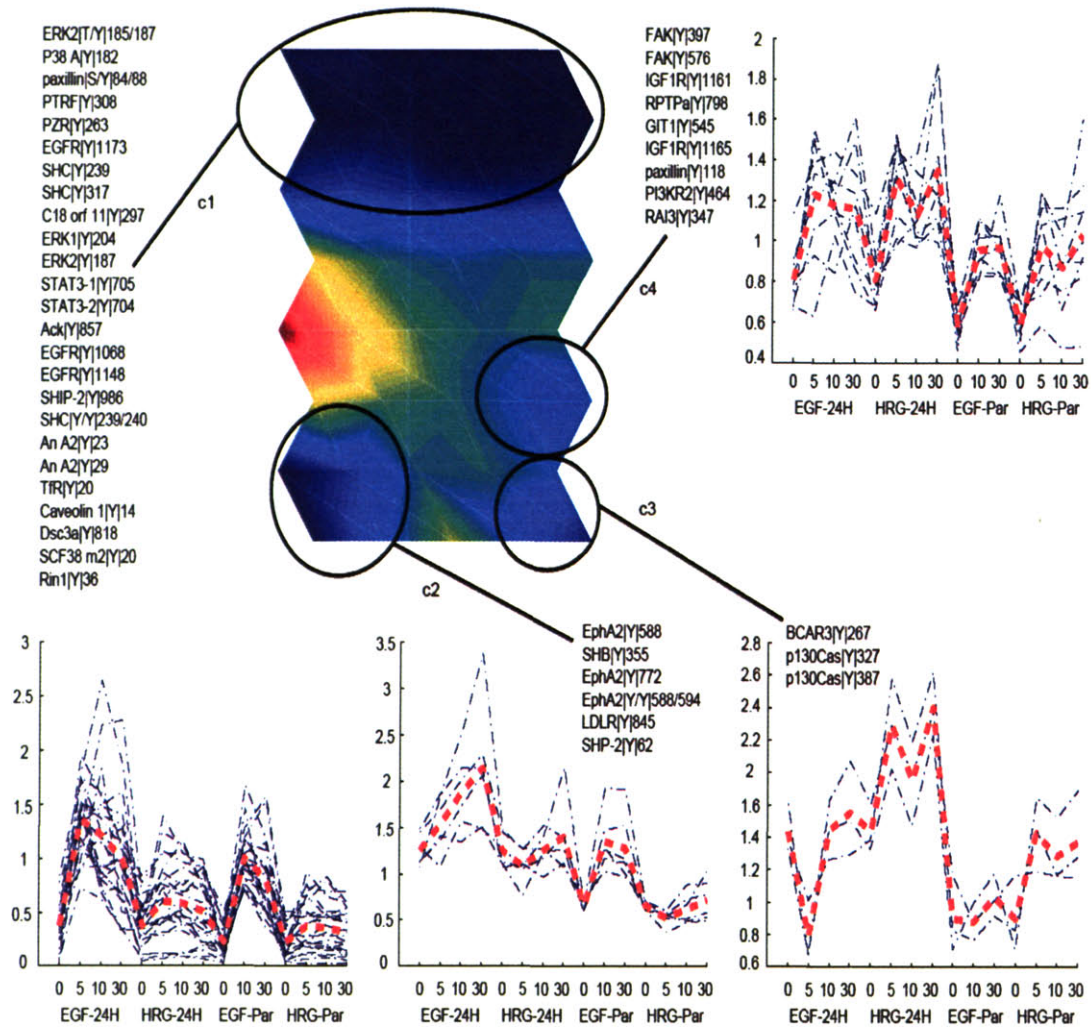 ERK2|T/Y|185/187
P38 A|Y|182
paxillin|S/Y|84/88
PTRF|Y|308
PZR|Y|263
EGFR|Y|1173
SHC|Y|239
SHC|Y|317
C18 orf 11|Y|297
ERK1|Y|204
ERK2|Y|187
STAT3-1|Y|705
STAT3-2|Y|704
Ack|Y|857
EGFR|Y|1068
EGFR|Y|1148
SHIP-2|Y|986
SHC|Y/Y|239/240
An A2|Y|23
An A2|Y|29
TfR|Y|20
Caveolin 1|Y|14
Dsc3a|Y|818
SCF38 m2|Y|20
Rin1|Y|36
c1
FAK|Y|397
FAK|Y|576
IGF1R|Y|1161
RPTPa|Y|798
GIT1|Y|545
IGF1R|Y|1165
paxillin|Y|118
PI3KR2|Y|464
RAI3|Y|347
c4
2
1.8
1.6
1.4
1.2
1
0.8
0.6
0.4
0 5 10 30 0 5 10 30 0 5 10 30 0 5 10 30
EGF-24H HRG-24H EGF-Par HRG-Par
c3
c2
EphA2|Y|588
SHB|Y|355
EphA2|Y|772
EphA2|Y/Y|588/594
LDLR|Y|845
SHP-2|Y|62
BCAR3|Y|267
p130Cas|Y|327
p130Cas|Y|387
3
2.5
2
1.5
1
0.5
0
0 5 10 30 0 5 10 30 0 5 10 30 0 5 10 30
EGF-24H HRG-24H EGF-Par HRG-Par
3.5
3
2.5
2
1.5
1
0.5
0
0 5 10 30 0 5 10 30 0 5 10 30 0 5 10 30
EGF-24H HRG-24H EGF-Par HRG-Par
2.8
2.6
2.4
2.2
2
1.8
1.6
1.4
1.2
1
0.8
0.6
0 5 10 30 0 5 10 30 0 5 10 30 0 5 10 30
EGF-24H HRG-24H EGF-Par HRG-Par